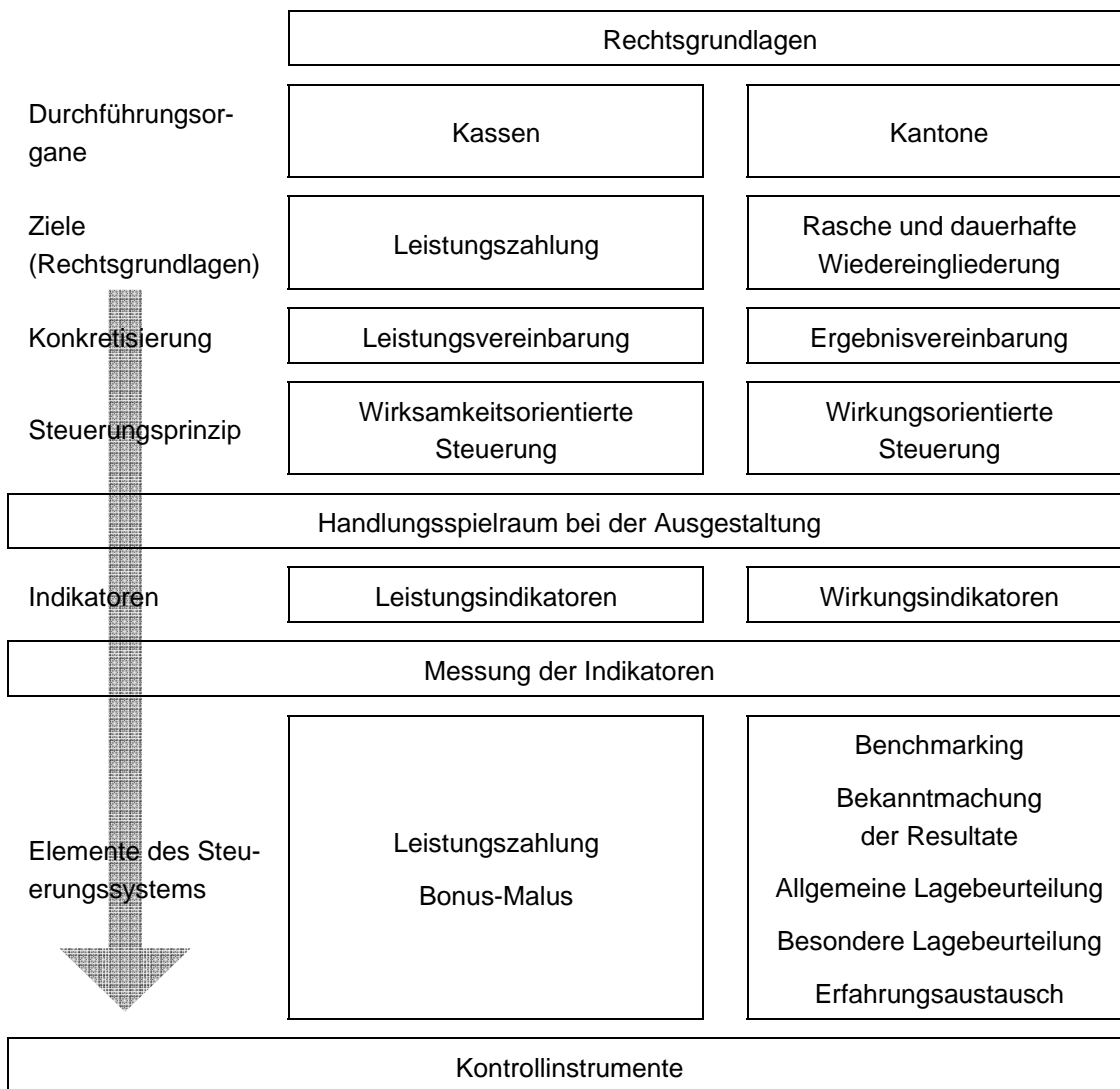 Rechtsgrundlagen
Durchführungsor-
gane
Kassen
Kantone
Ziele
(Rechtsgrundlagen)
Leistungszahlung
Rasche und dauerhafte
Wiedereingliederung
Konkretisierung
Leistungsvereinbarung
Ergebnisvereinbarung
Steuerungsprinzip
Wirksamkeitsorientierte
Steuerung
Wirkungsorientierte
Steuerung
Handlungsspielraum bei der Ausgestaltung
Indikatoren
Leistungsindikatoren
Wirkungsindikatoren
Messung der Indikatoren
Elemente des Steu-
erungssystems
Leistungszahlung
Bonus-Malus
Benchmarking
Bekanntmachung
der Resultate
Allgemeine Lagebeurteilung
Besondere Lagebeurteilung
Erfahrungsaustausch
Kontrollinstrumente